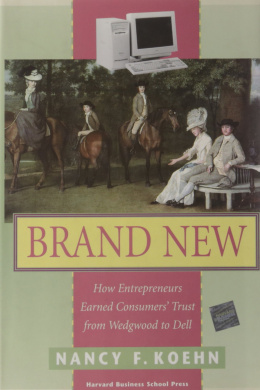 BRAND NEW
How Entrepreneurs
Earned Consumers' Trust
from Wedgwood to Dell
NANCY F. KOEHN
Harvard Business School Press